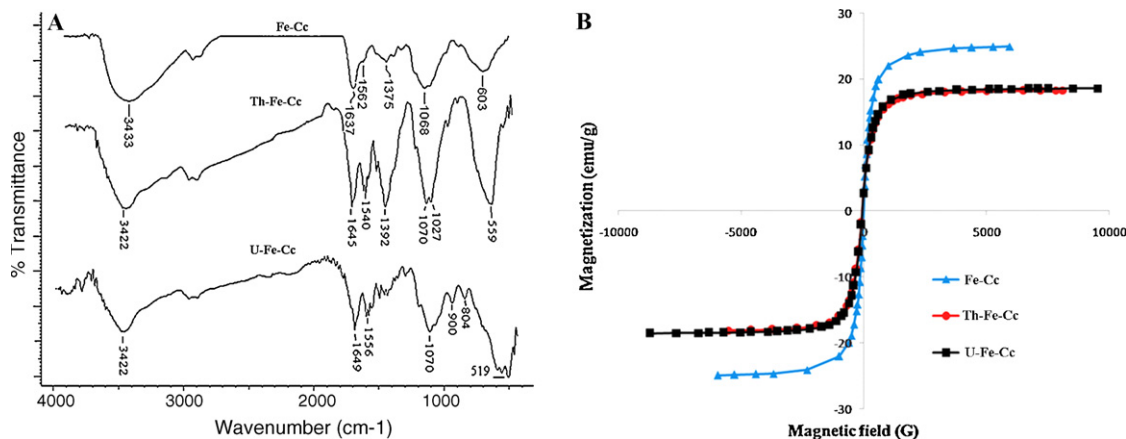 A
Fe-Cc
3433
1637
1562
1375
1068
603
Th-Fe-Cc
3422
1645
1540
1392
1070
1027
559
U-Fe-Cc
3422
1649
1556
1070
900
804
519
% Transmittance
4000 3000 2000 1000
Wavenumber (cm-1)
B
30
20
10
0
-10000 -5000 0 5000 10000
-10
-20
-30
Magnetization (emu/g)
Fe-Cc
Th-Fe-Cc
U-Fe-Cc
Magnetic field (G)